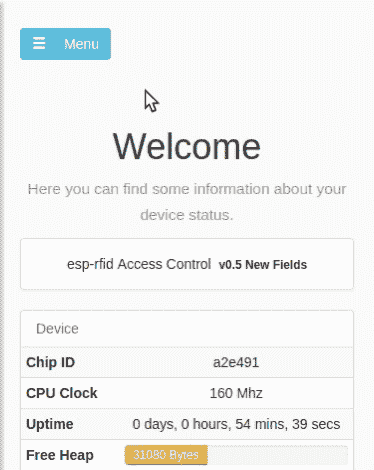 Menu
Welcome
Here you can find some information about your
device status.
esp-rfid Access Control v0.5 New Fields
Device
Chip ID a2e491
CPU Clock 160 Mhz
Uptime 0 days, 0 hours, 54 mins, 39 secs
Free Heap 31080 Bytes